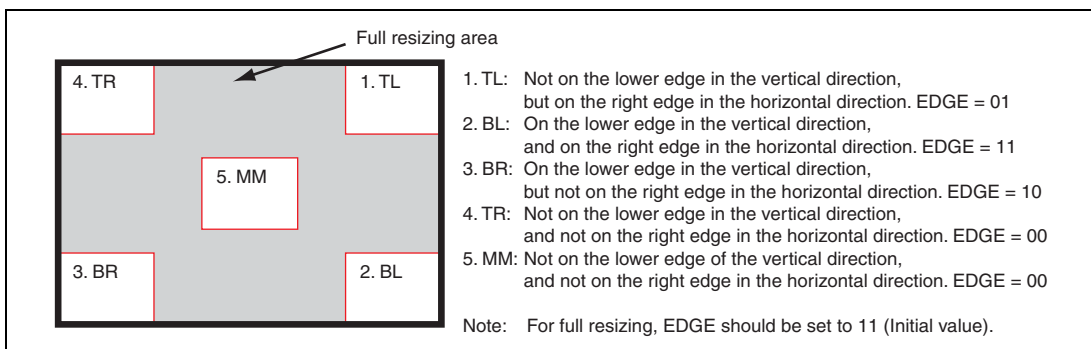 Full resizing area
4. TR
1. TL
5. MM
3. BR
2. BL
1. TL: Not on the lower edge in the vertical direction,
but on the right edge in the horizontal direction. EDGE = 01
2. BL: On the lower edge in the vertical direction,
and on the right edge in the horizontal direction. EDGE = 11
3. BR: On the lower edge in the vertical direction,
but not on the right edge in the horizontal direction. EDGE = 10
4. TR: Not on the lower edge in the vertical direction,
and not on the right edge in the horizontal direction. EDGE = 00
5. MM: Not on the lower edge of the vertical direction,
and not on the right edge in the horizontal direction. EDGE = 00
Note: For full resizing, EDGE should be set to 11 (Initial value).